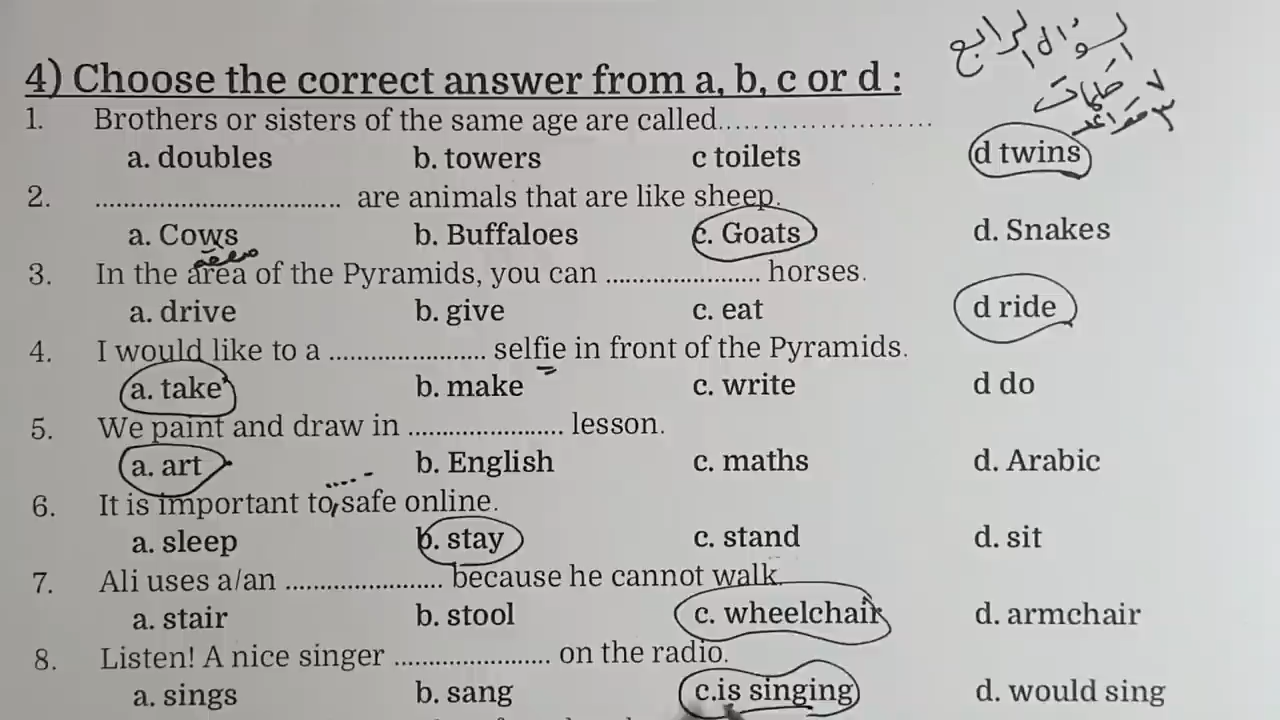 4) Choose the correct answer from a, b, c or d :
السؤال الرابع
٧ كلمات
٣ قواعد
1. Brothers or sisters of the same age are called..............................
a. doubles b. towers c toilets d twins
2. .................................. are animals that are like sheep.
a. Cows b. Buffaloes c. Goats d. Snakes
3. In the area of the Pyramids, you can ....................... horses.
a. drive b. give c. eat d ride
4. I would like to a ....................... selfie in front of the Pyramids.
a. take b. make c. write d do
5. We paint and draw in ....................... lesson.
a. art b. English c. maths d. Arabic
6. It is important to, safe online.
a. sleep b. stay c. stand d. sit
7. Ali uses a/an ....................... because he cannot walk.
a. stair b. stool c. wheelchair d. armchair
8. Listen! A nice singer ....................... on the radio.
a. sings b. sang c.is singing d. would sing